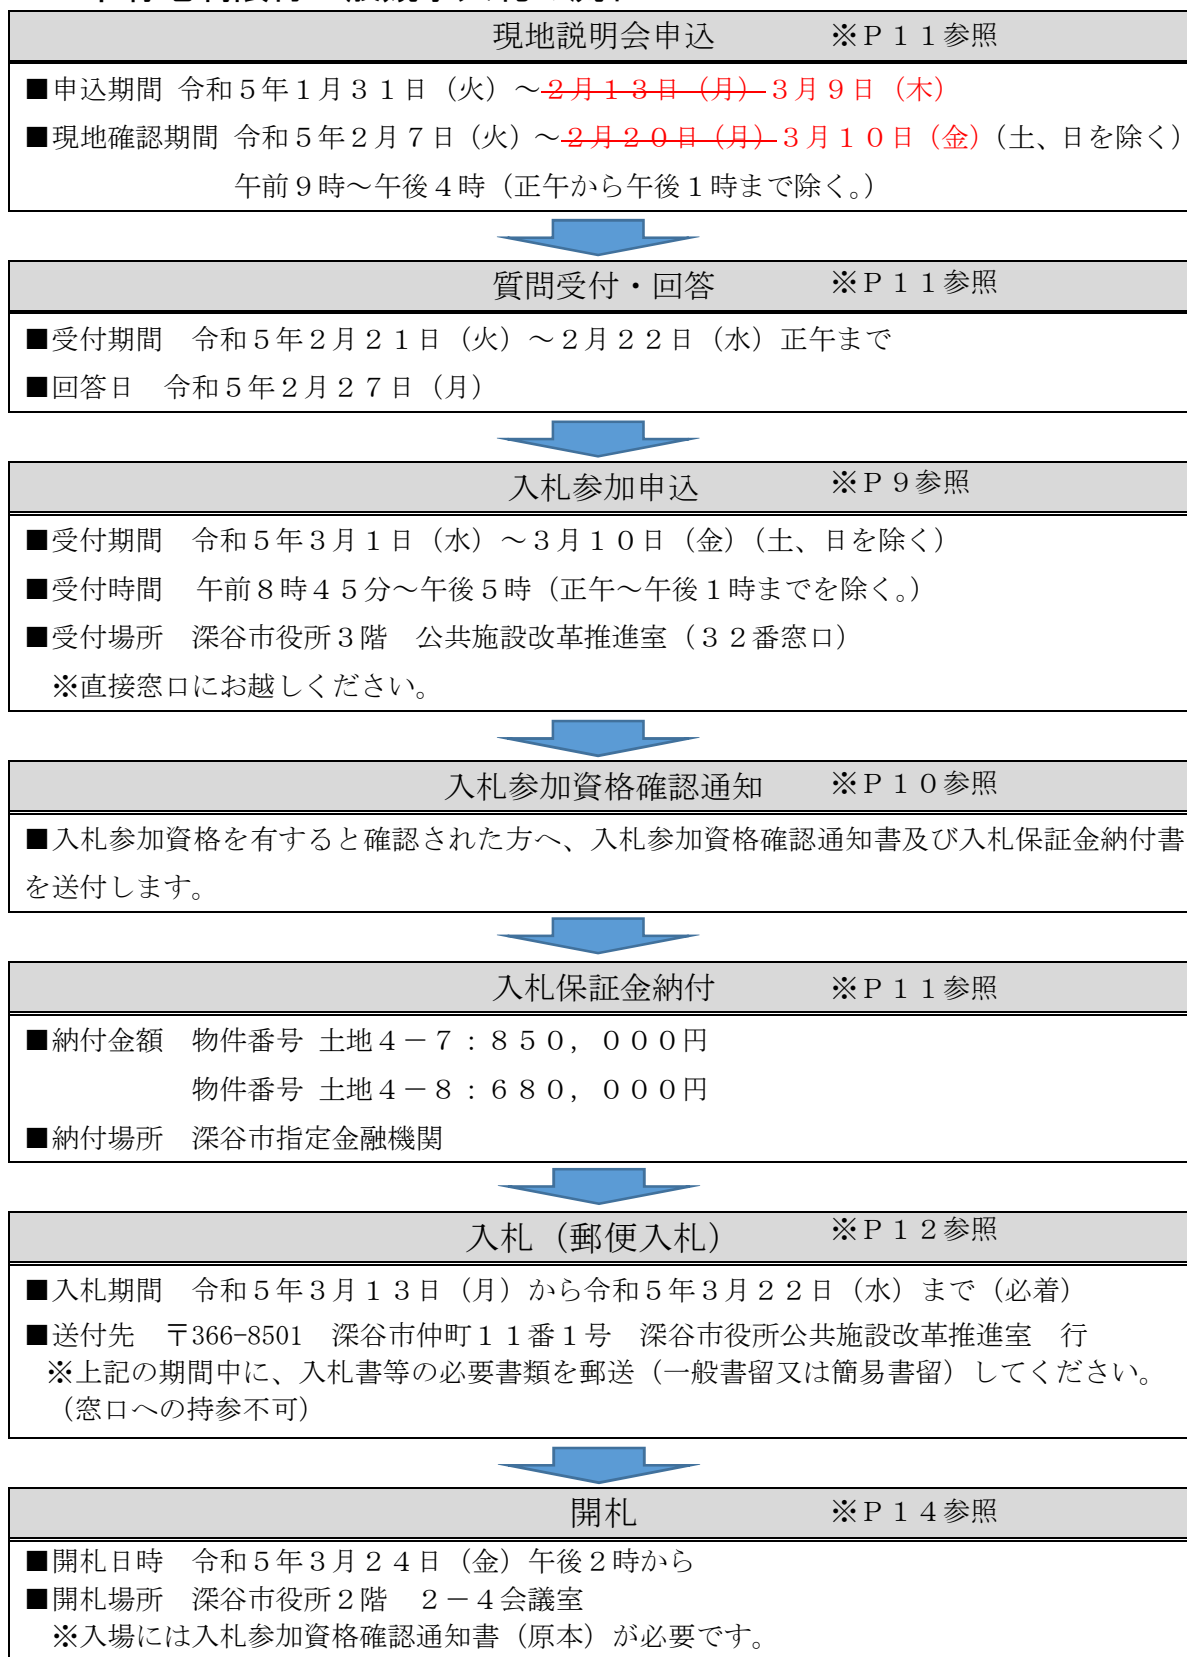 現地説明会申込　※Ｐ１１参照
■申込期間 令和５年１月３１日（火）～２月１３日（月）３月９日（木）
■現地確認期間 令和５年２月７日（火）～２月２０日（月）３月１０日（金）（土、日を除く）
午前９時～午後４時（正午から午後１時まで除く。）
質問受付・回答　※Ｐ１１参照
■受付期間　令和５年２月２１日（火）～２月２２日（水）正午まで
■回答日　令和５年２月２７日（月）
入札参加申込　※Ｐ９参照
■受付期間　令和５年３月１日（水）～３月１０日（金）（土、日を除く）
■受付時間　午前８時４５分～午後５時（正午～午後１時までを除く。）
■受付場所　深谷市役所３階　公共施設改革推進室（３２番窓口）
※直接窓口にお越しください。
入札参加資格確認通知　※Ｐ１０参照
■入札参加資格を有すると確認された方へ、入札参加資格確認通知書及び入札保証金納付書
を送付します。
入札保証金納付　※Ｐ１１参照
■納付金額　物件番号 土地４－７：８５０，０００円
物件番号 土地４－８：６８０，０００円
■納付場所　深谷市指定金融機関
入札（郵便入札）　※Ｐ１２参照
■入札期間　令和５年３月１３日（月）から令和５年３月２２日（水）まで（必着）
■送付先　〒366-8501　深谷市仲町１１番１号　深谷市役所公共施設改革推進室　行
※上記の期間中に、入札書等の必要書類を郵送（一般書留又は簡易書留）してください。
（窓口への持参不可）
開札　※Ｐ１４参照
■開札日時　令和５年３月２４日（金）午後２時から
■開札場所　深谷市役所２階　２－４会議室
※入場には入札参加資格確認通知書（原本）が必要です。